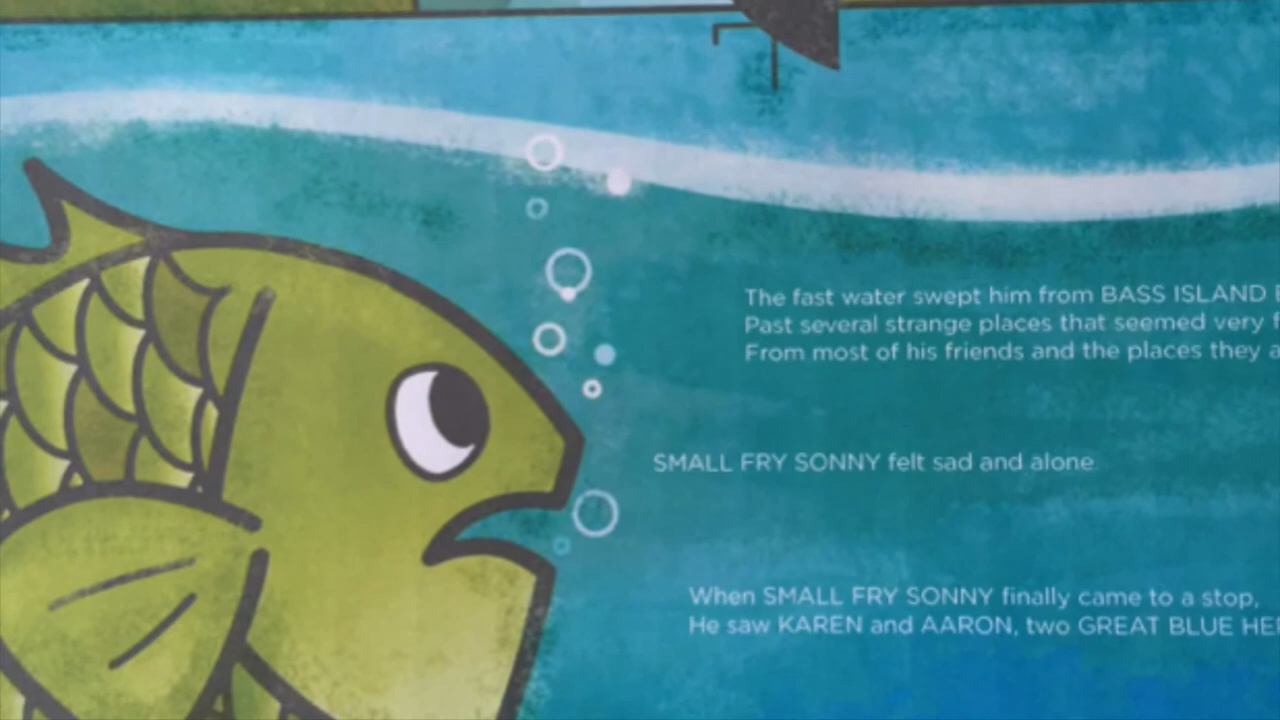 The fast water swept him from BASS ISLAND
Past several strange places that seemed very
From most of his friends and the places they
SMALL FRY SONNY felt sad and alone.
When SMALL FRY SONNY finally came to a stop,
He saw KAREN and AARON, two GREAT BLUE